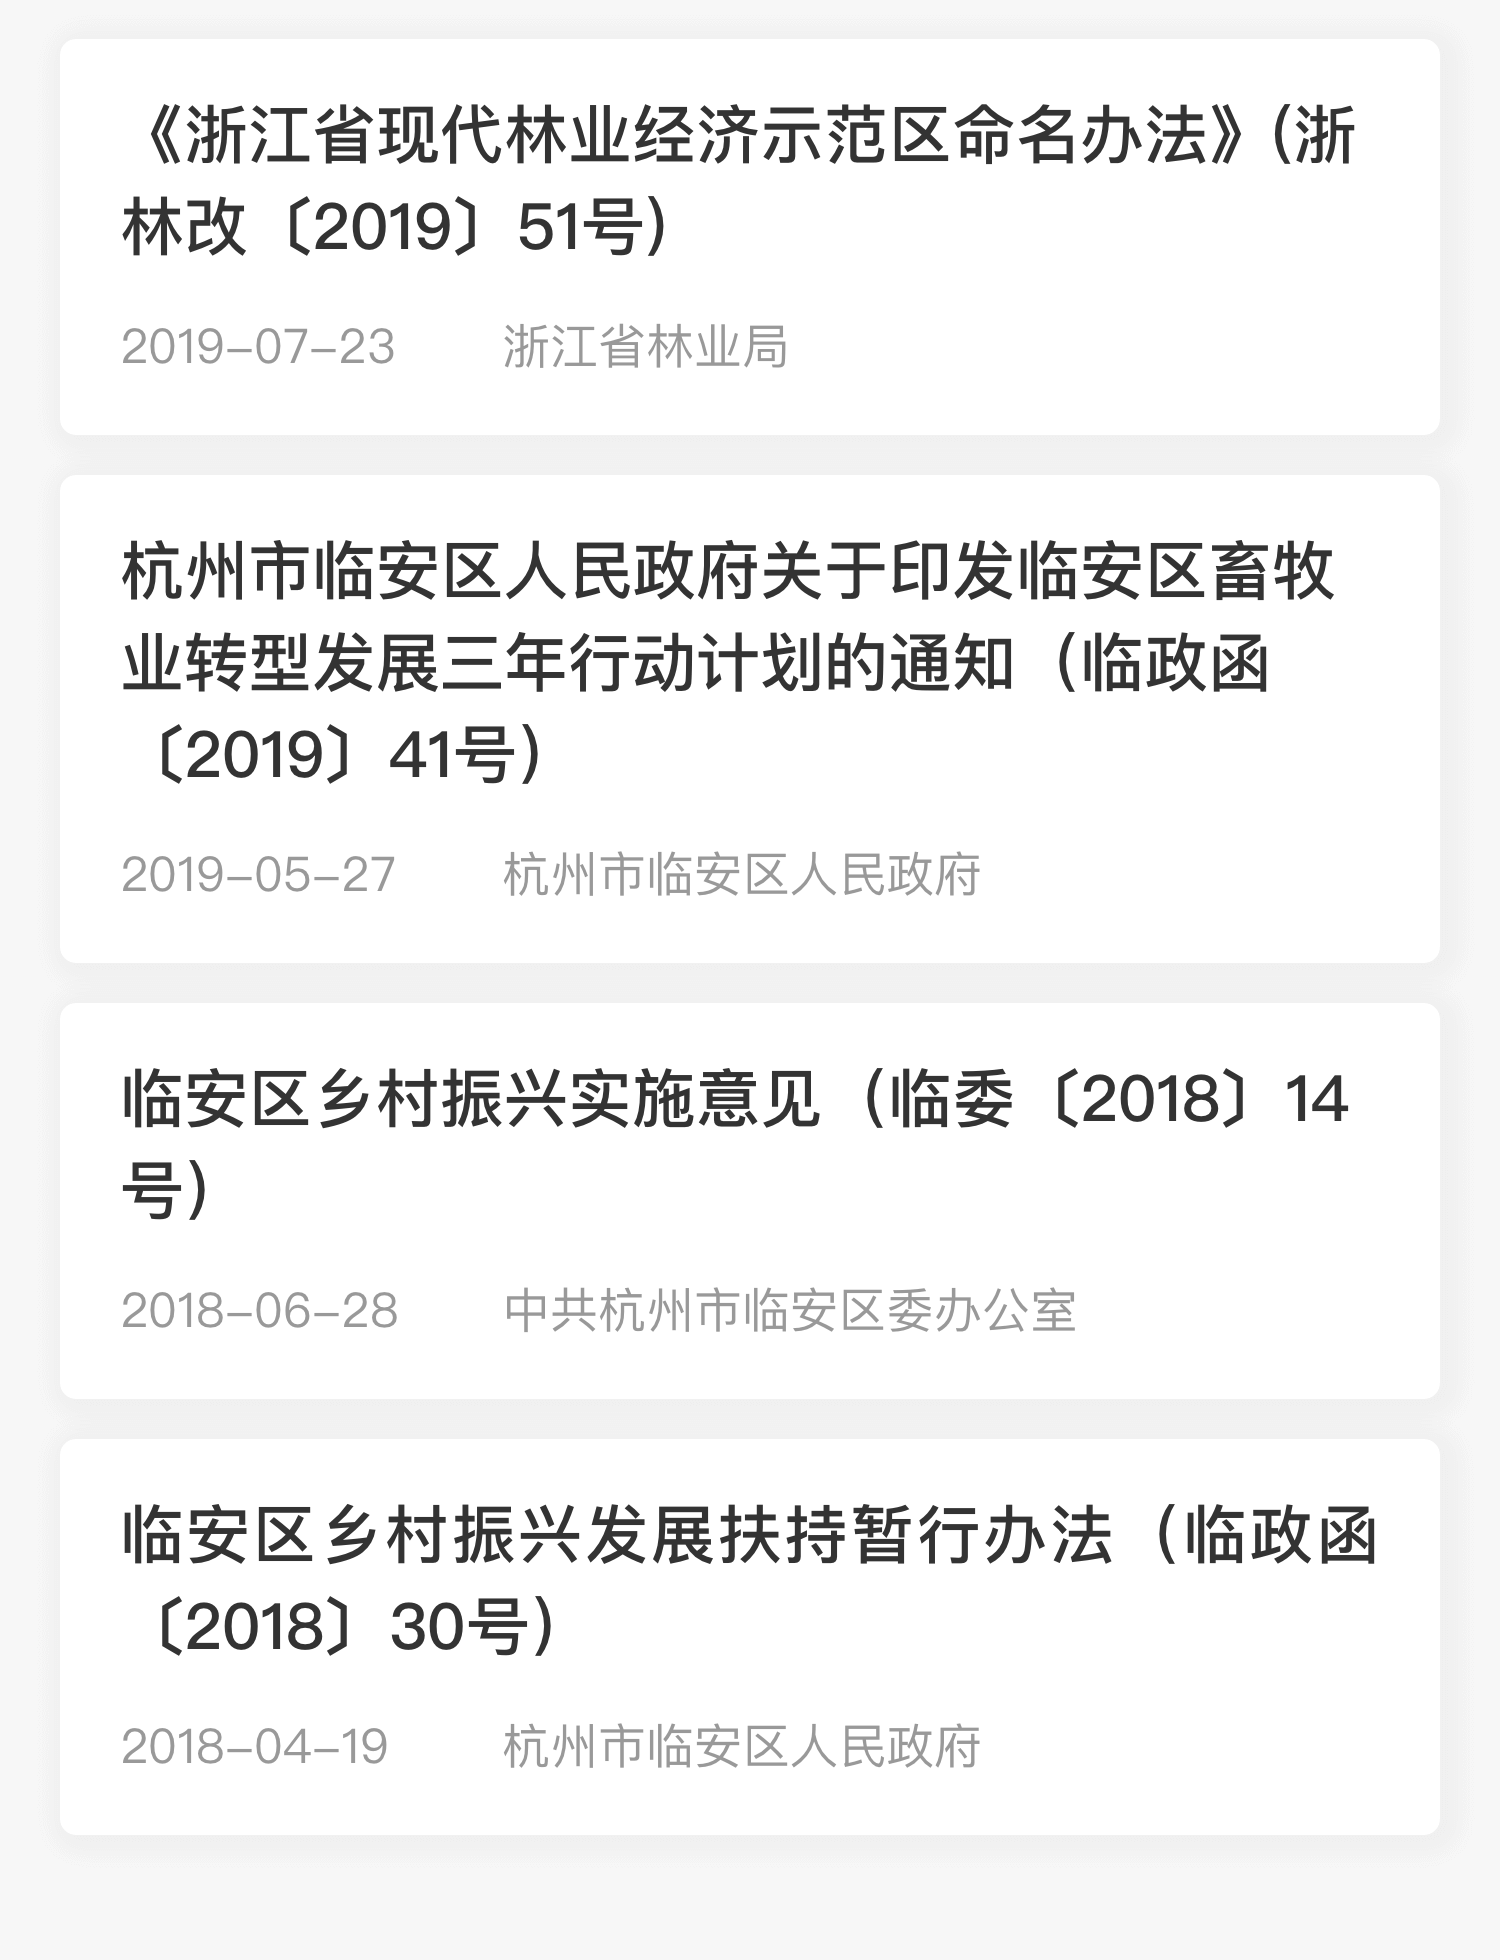 《浙江省现代林业经济示范区命名办法》(浙
林改〔2019〕51号)
2019-07-23 浙江省林业局
杭州市临安区人民政府关于印发临安区畜牧
业转型发展三年行动计划的通知（临政函
〔2019〕41号）
2019-05-27 杭州市临安区人民政府
临安区乡村振兴实施意见（临委〔2018〕14
号）
2018-06-28 中共杭州市临安区委办公室
临安区乡村振兴发展扶持暂行办法（临政函
〔2018〕30号）
2018-04-19 杭州市临安区人民政府